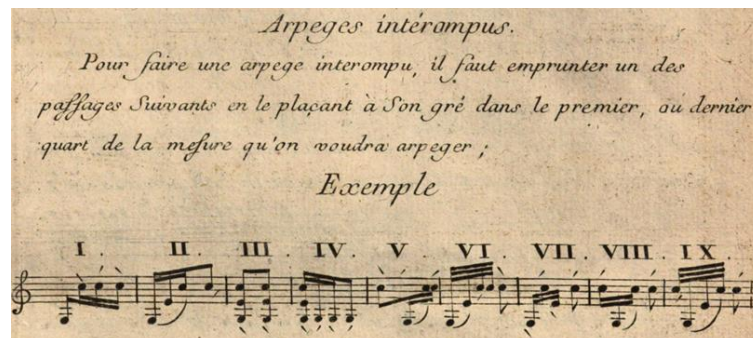 Arpeges intérompus.
Pour faire une arpege interompu, il faut emprunter un des
paſſages Suivants en le plaçant à Son gré dans le premier, ou dernier
quart de la meſure qu'on voudra arpeger ;
Exemple
I. II. III. IV. V. VI. VII. VIII. IX.